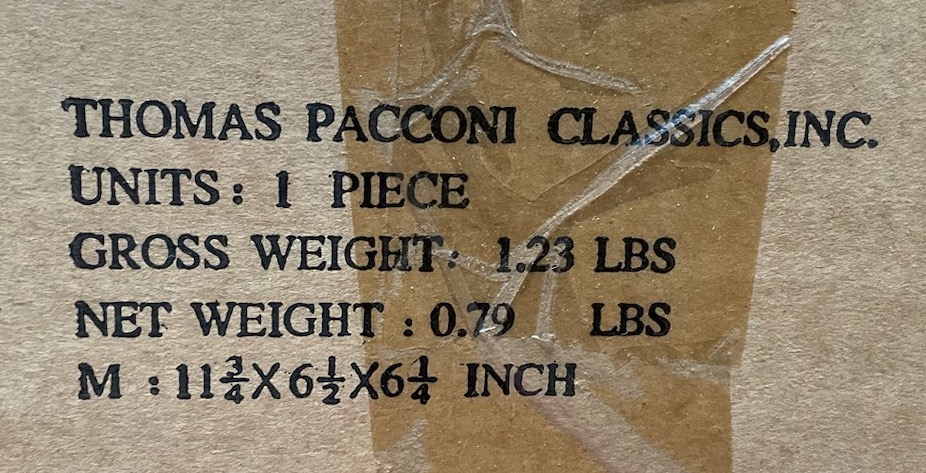 THOMAS PACCONI CLASSICS,INC.
UNITS: 1 PIECE
GROSS WEIGHT: 1.23 LBS
NET WEIGHT : 0.79 LBS
M :11¾X6½X6¼ INCH